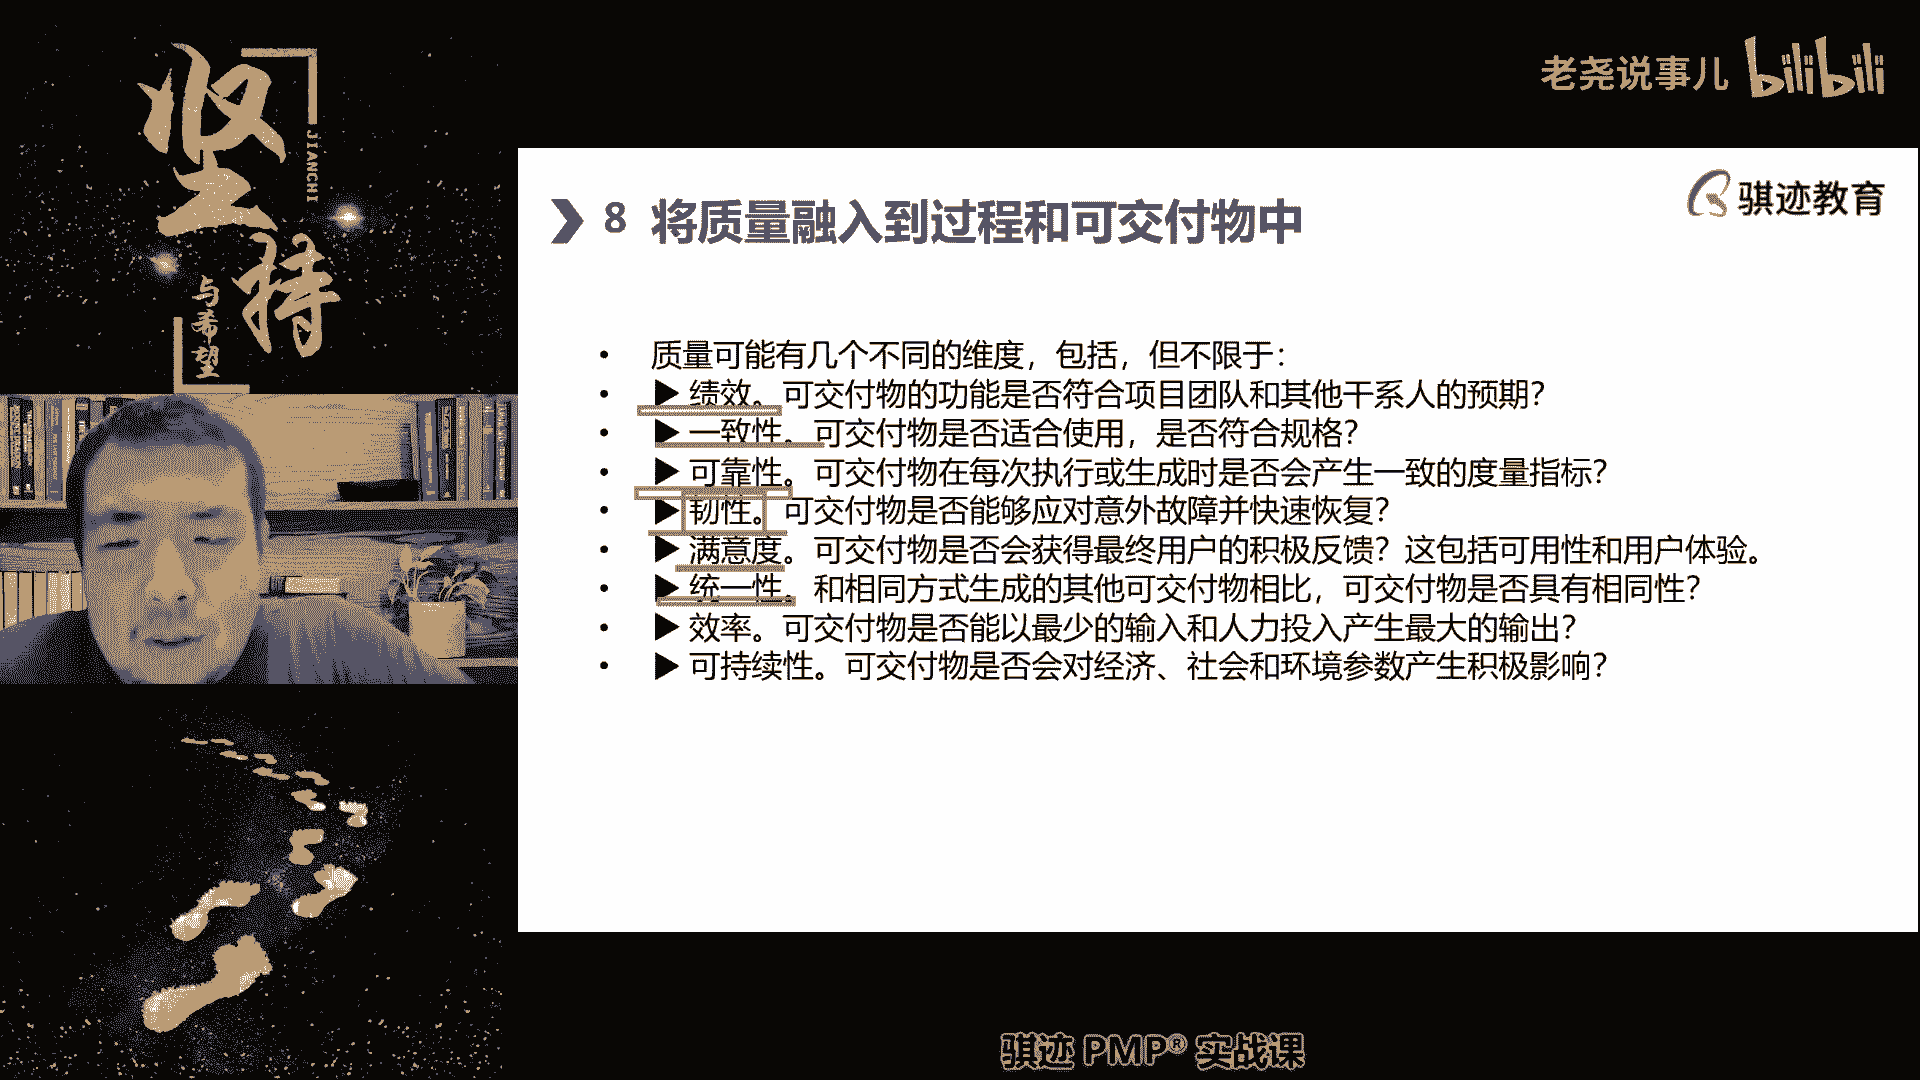 坚持
JIANCHI
与希望
老尧说事儿 bilibili
骐迹教育
8 将质量融入到过程和可交付物中
• 质量可能有几个不同的维度，包括，但不限于：
• ▶ 绩效。可交付物的功能是否符合项目团队和其他干系人的预期？
• ▶ 一致性。可交付物是否适合使用，是否符合规格？
• ▶ 可靠性。可交付物在每次执行或生成时是否会产生一致的度量指标？
• ▶ 韧性。可交付物是否能够应对意外故障并快速恢复？
• ▶ 满意度。可交付物是否会获得最终用户的积极反馈？这包括可用性和用户体验。
• ▶ 统一性。和相同方式生成的其他可交付物相比，可交付物是否具有相同性？
• ▶ 效率。可交付物是否能以最少的输入和人力投入产生最大的输出？
• ▶ 可持续性。可交付物是否会对经济、社会和环境参数产生积极影响？
骐迹 PMP® 实战课